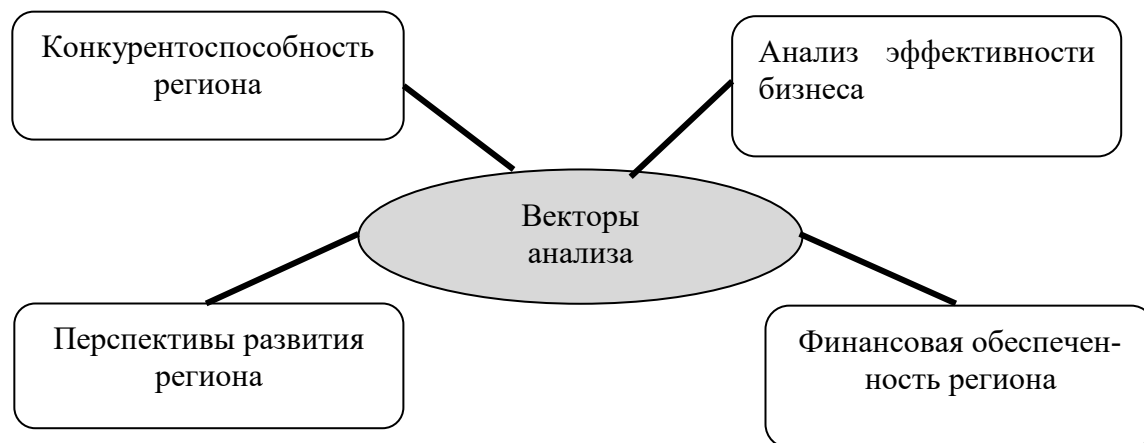 Конкурентоспособность
региона
Анализ эффективности
бизнеса
Векторы
анализа
Перспективы развития
региона
Финансовая обеспечен-
ность региона